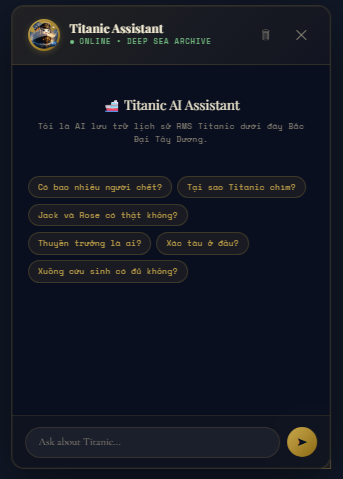 Titanic Assistant
ONLINE • DEEP SEA ARCHIVE
Titanic AI Assistant
Tôi là AI lưu trữ lịch sử RMS Titanic dưới đáy Bắc
Đại Tây Dương.
Có bao nhiêu người chết?
Tại sao Titanic chìm?
Jack và Rose có thật không?
Thuyền trưởng là ai?
Xác tàu ở đâu?
Xuồng cứu sinh có đủ không?
Ask about Titanic...